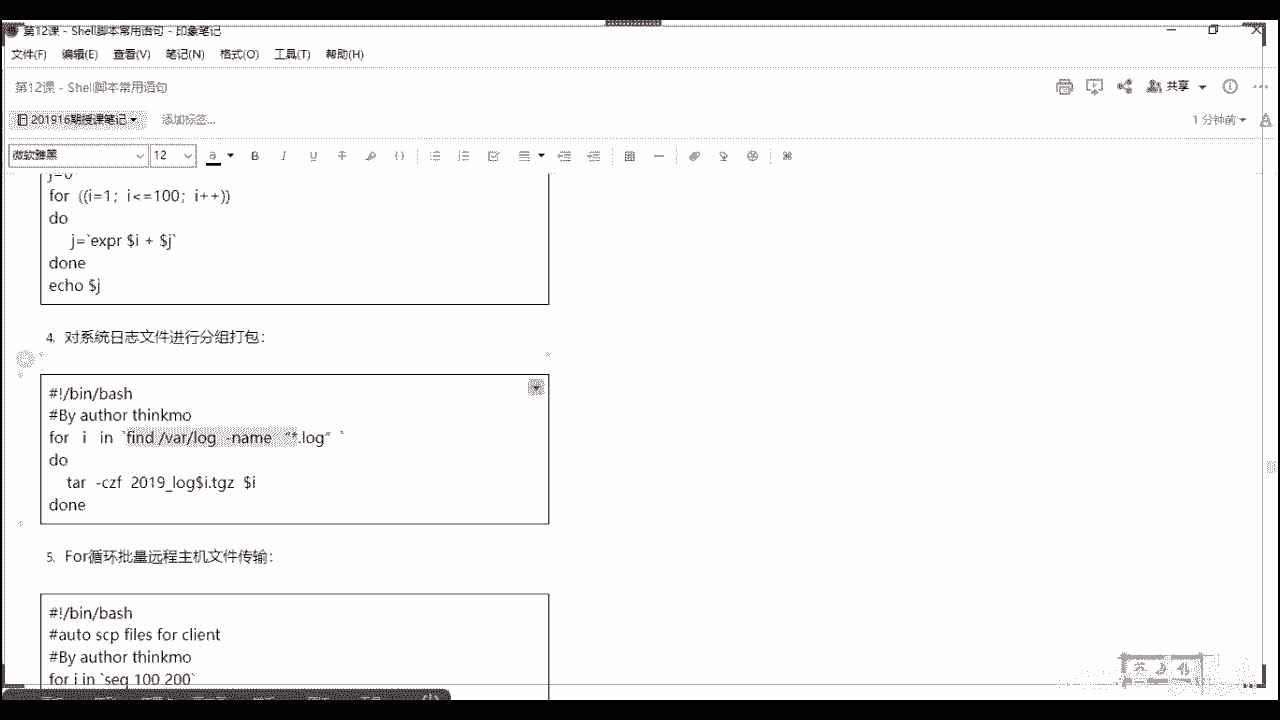 第12课 - Shell脚本常用语句 - 印象笔记
文件(F) 编辑(E) 查看(V) 笔记(N) 格式(O) 工具(T) 帮助(H)
第12课 - Shell脚本常用语句
共享
201916期授课笔记
添加标签...
1 分钟前
微软雅黑 12 a B I U
j=0
for ((i=1; i<=100; i++))
do
j=`expr $i + $j`
done
echo $j
4. 对系统日志文件进行分组打包:
#!/bin/bash
#By author thinkmo
for i in `find /var/log -name "*.log" `
do
tar -czf 2019_log$i.tgz $i
done
5. For循环批量远程主机文件传输:
#!/bin/bash
#auto scp files for client
#By author thinkmo
for i in `seq 100 200`